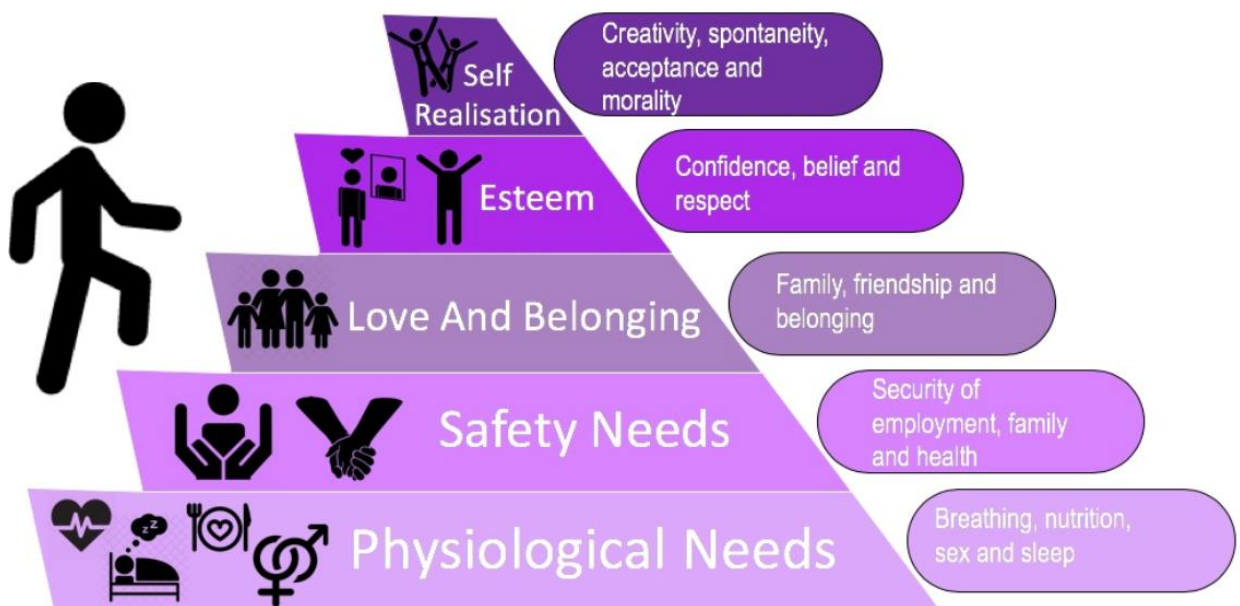 Self
Realisation
Creativity, spontaneity,
acceptance and
morality
Esteem
Confidence, belief and
respect
Love And Belonging
Family, friendship and
belonging
Safety Needs
Security of
employment, family
and health
zZ
Physiological Needs
Breathing, nutrition,
sex and sleep